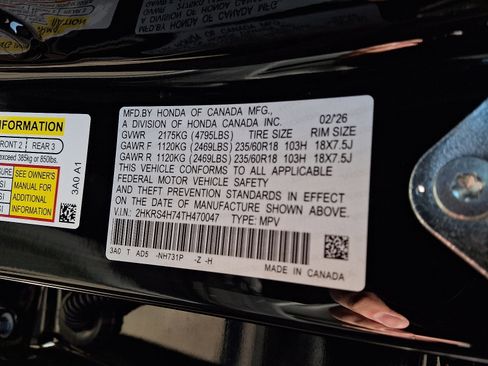 MFD.BY HONDA OF CANADA MFG.,
A DIVISION OF HONDA CANADA INC. 02/26
GVWR 2175KG (4795LBS) TIRE SIZE RIM SIZE
GAWR F 1120KG (2469LBS) 235/60R18 103H 18X7.5J
GAWR R 1120KG (2469LBS) 235/60R18 103H 18X7.5J
THIS VEHICLE CONFORMS TO ALL APPLICABLE
FEDERAL MOTOR VEHICLE SAFETY
AND THEFT PREVENTION STANDARDS IN EFFECT
ON THE DATE OF MANUFACTURE SHOWN ABOVE.
V.I.N.: 2HKRS4H74TH470047 TYPE: MPV
3A0 T AD5 -NH731P -Z -H
MADE IN CANADA
INFORMATION
FRONT 2 REAR 3
exceed 385kg or 850lbs.
SEE OWNER'S
MANUAL FOR
ADDITIONAL
INFORMATION
3A0 A1